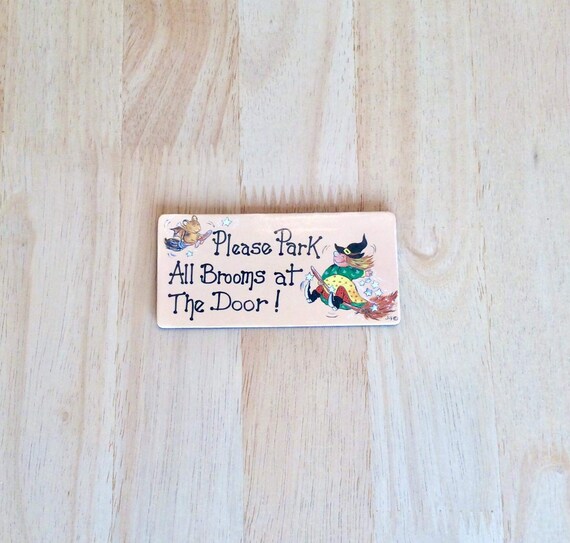 Please Park
All Brooms at
The Door!